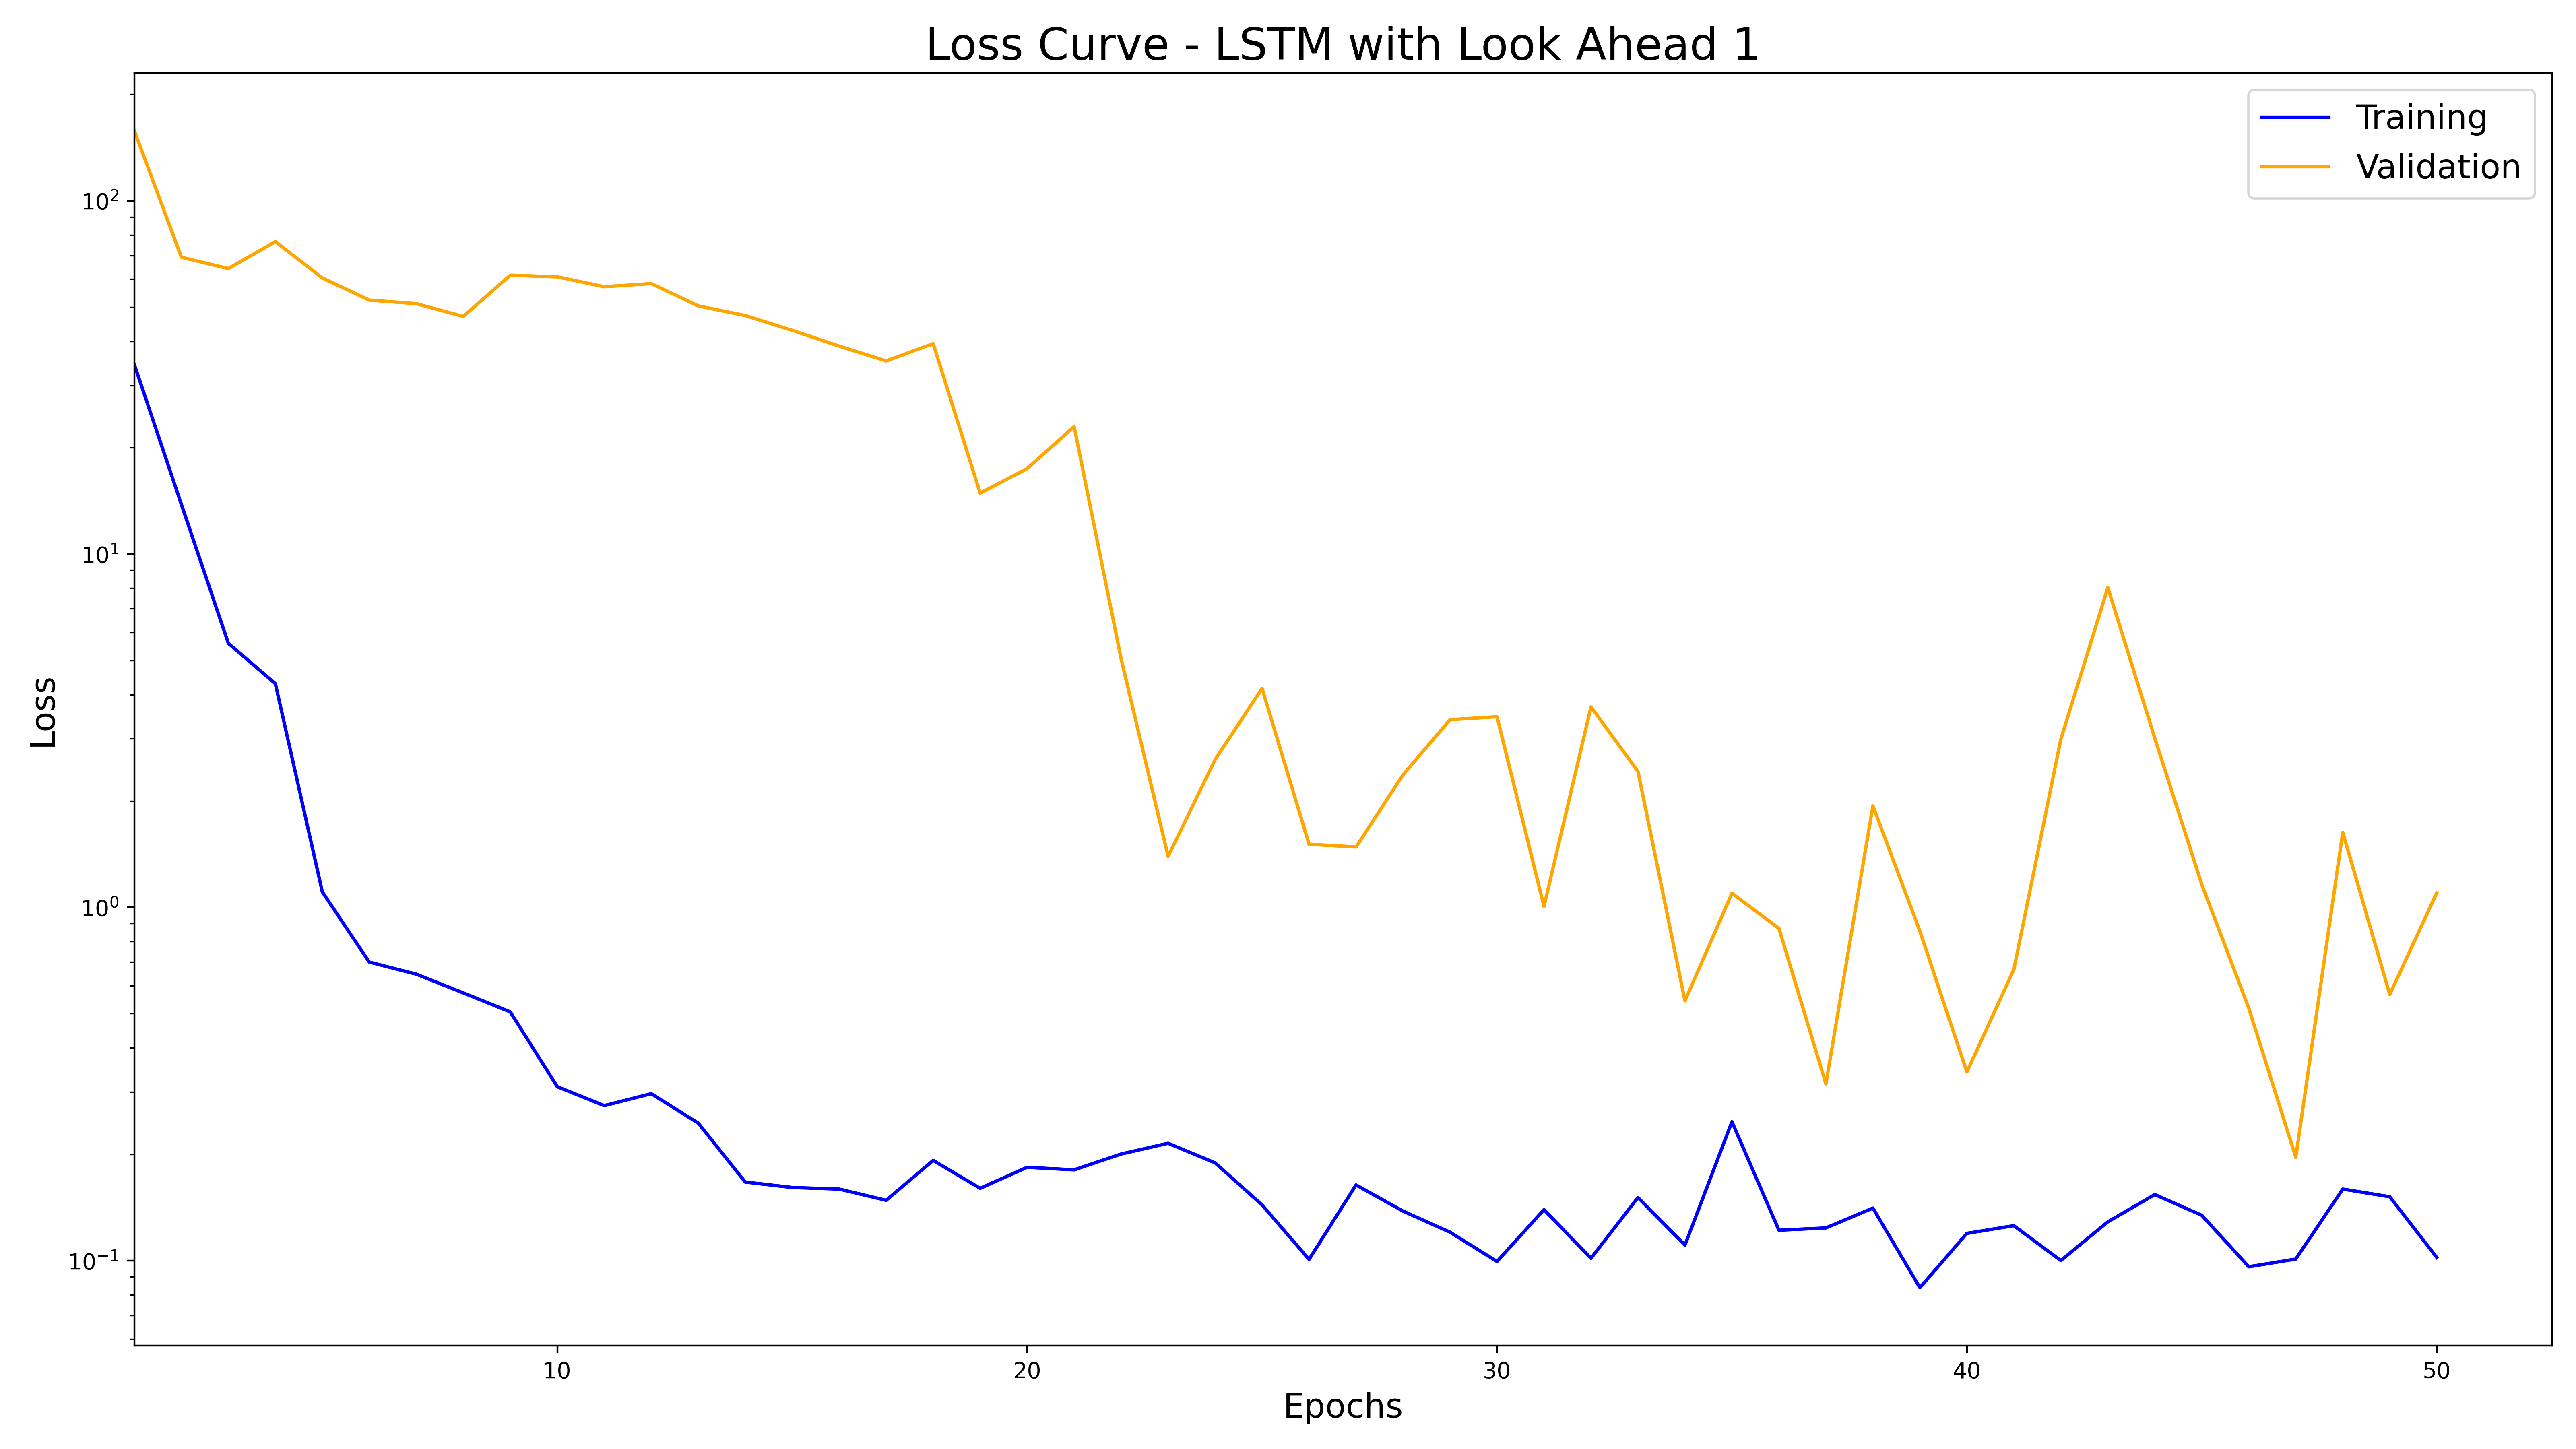 Loss Curve - LSTM with Look Ahead 1
Training
Validation
10²
10¹
10⁰
10⁻¹
Loss
10 20 30 40 50
Epochs